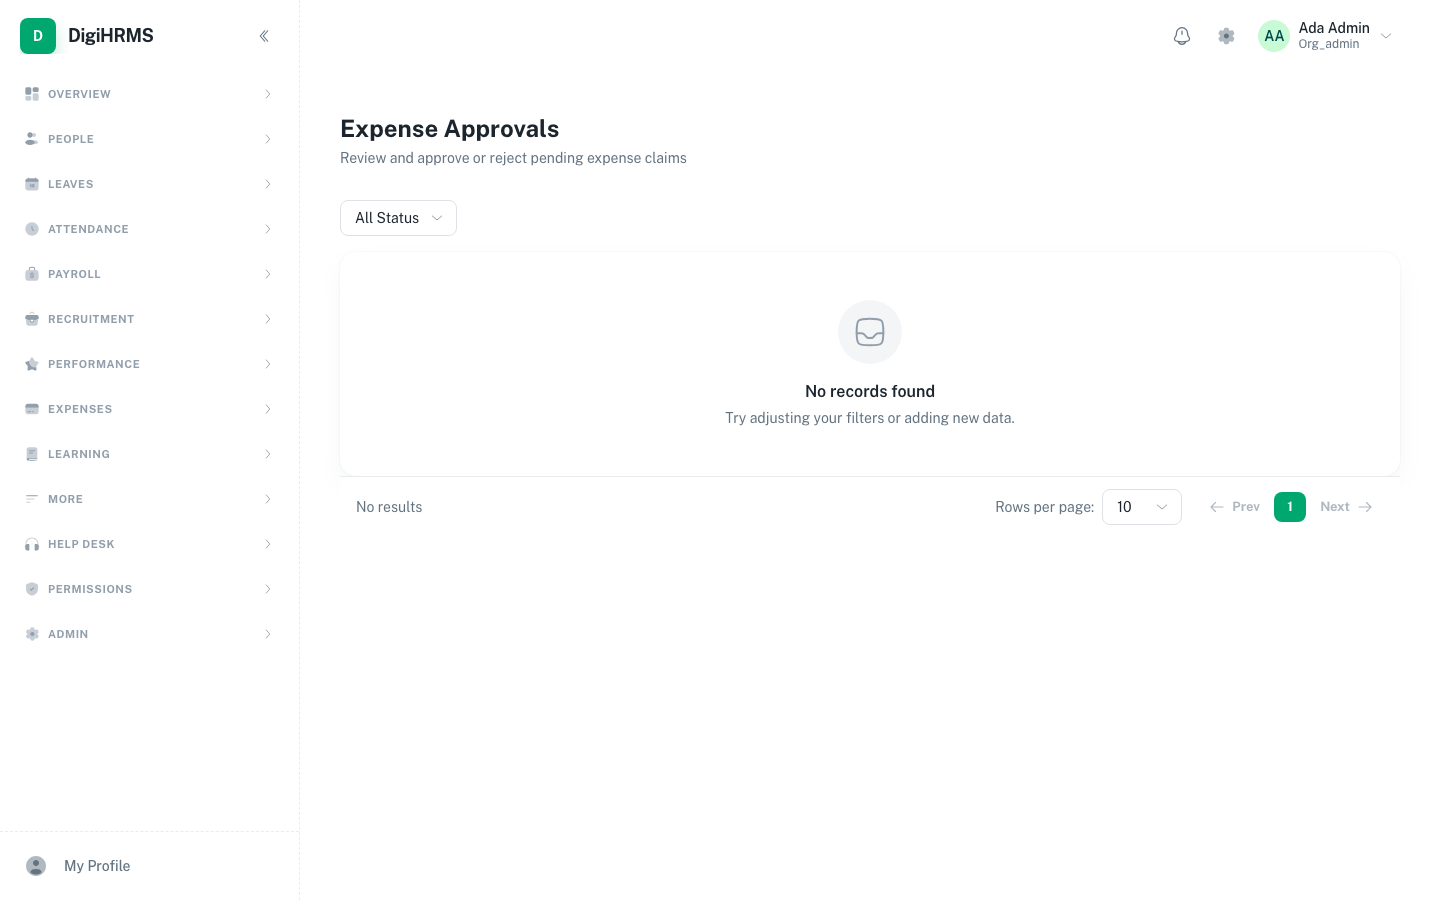 D
DigiHRMS
OVERVIEW
PEOPLE
LEAVES
ATTENDANCE
PAYROLL
RECRUITMENT
PERFORMANCE
EXPENSES
LEARNING
MORE
HELP DESK
PERMISSIONS
ADMIN
My Profile
AA
Ada Admin
Org_admin
Expense Approvals
Review and approve or reject pending expense claims
All Status
No records found
Try adjusting your filters or adding new data.
No results
Rows per page: 10
Prev 1 Next